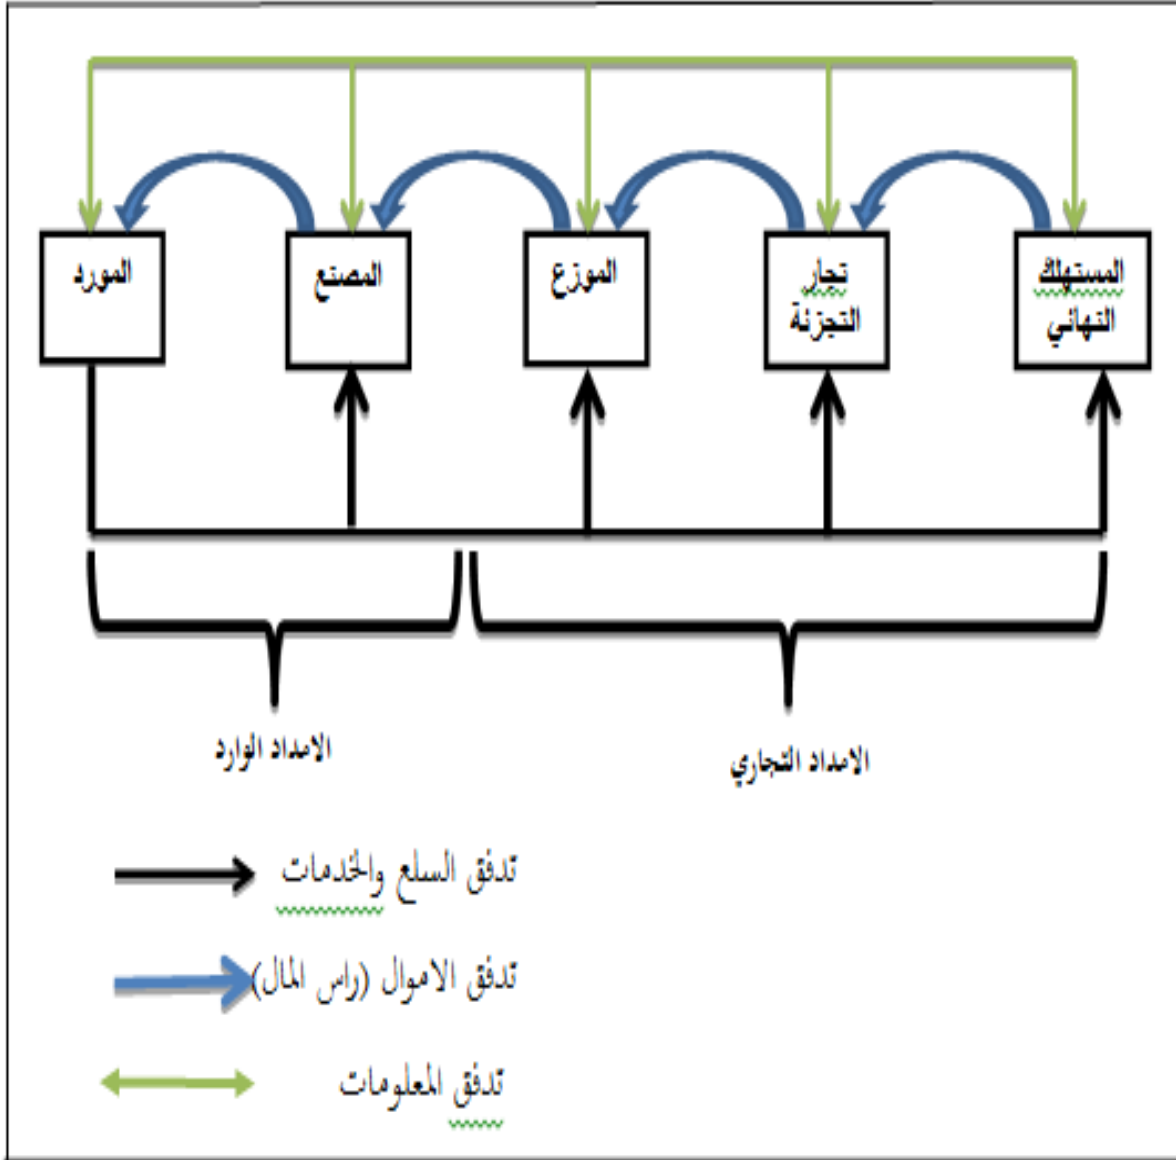 المستهلك
النهائي
تجار
التجزئة
الموزع
المصنع
المورد
الامداد التجاري
الامداد الوارد
تدفق السلع والخدمات
تدفق الاموال (راس المال)
تدفق المعلومات